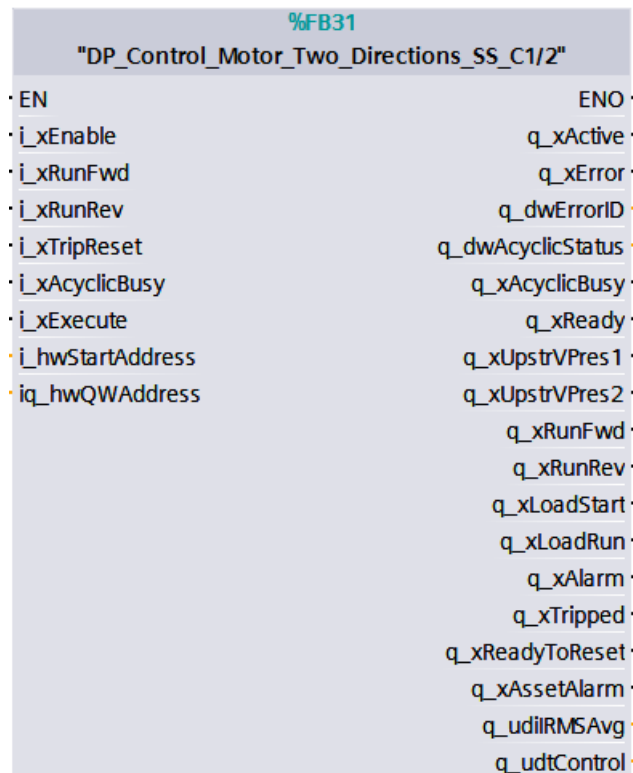 %FB31
"DP_Control_Motor_Two_Directions_SS_C1/2"
EN ENO
i_xEnable q_xActive
i_xRunFwd q_xError
i_xRunRev q_dwErrorID
i_xTripReset q_dwAcyclicStatus
i_xAcyclicBusy q_xAcyclicBusy
i_xExecute q_xReady
i_hwStartAddress q_xUpstrVPres1
iq_hwQWAddress q_xUpstrVPres2
q_xRunFwd
q_xRunRev
q_xLoadStart
q_xLoadRun
q_xAlarm
q_xTripped
q_xReadyToReset
q_xAssetAlarm
q_udiIRMSAvg
q_udtControl